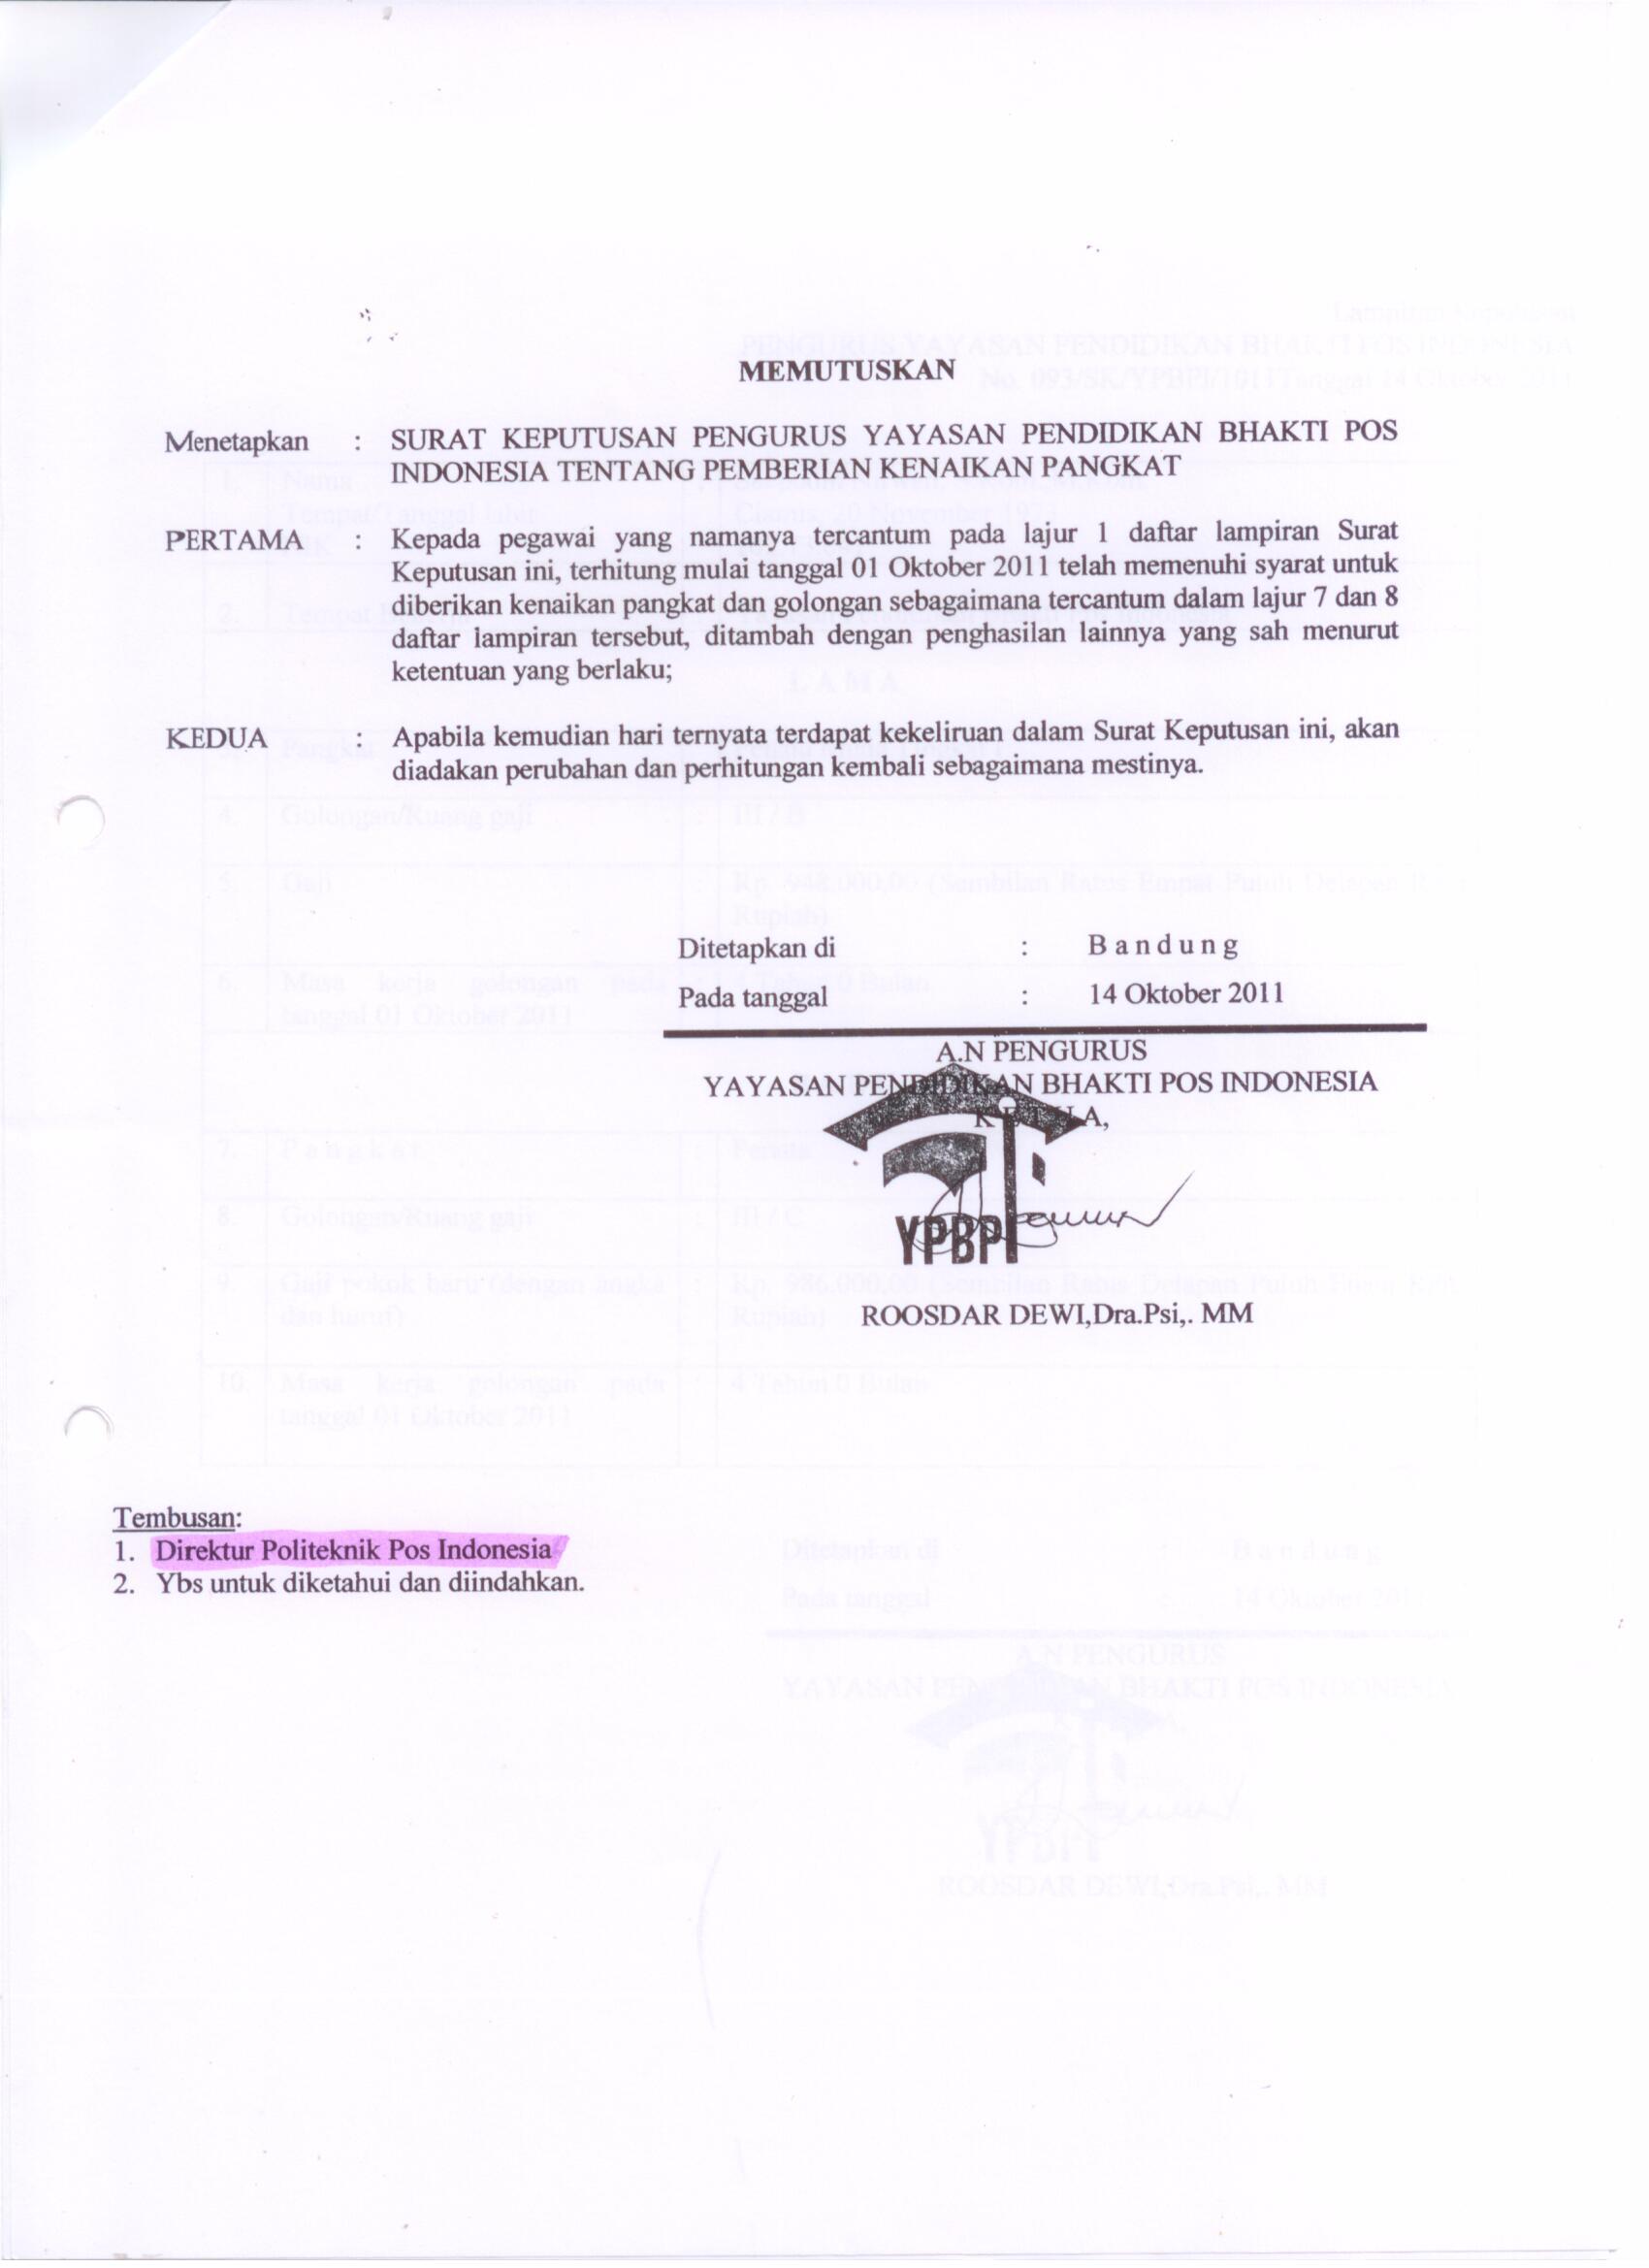 MEMUTUSKAN
Menetapkan : SURAT KEPUTUSAN PENGURUS YAYASAN PENDIDIKAN BHAKTI POS
INDONESIA TENTANG PEMBERIAN KENAIKAN PANGKAT
PERTAMA : Kepada pegawai yang namanya tercantum pada lajur 1 daftar lampiran Surat
Keputusan ini, terhitung mulai tanggal 01 Oktober 2011 telah memenuhi syarat untuk
diberikan kenaikan pangkat dan golongan sebagaimana tercantum dalam lajur 7 dan 8
daftar lampiran tersebut, ditambah dengan penghasilan lainnya yang sah menurut
ketentuan yang berlaku;
KEDUA : Apabila kemudian hari ternyata terdapat kekeliruan dalam Surat Keputusan ini, akan
diadakan perubahan dan perhitungan kembali sebagaimana mestinya.
Ditetapkan di : B a n d u n g
Pada tanggal : 14 Oktober 2011
A.N PENGURUS
YAYASAN PENDIDIKAN BHAKTI POS INDONESIA
K E T U A,
YPBPI
ROOSDAR DEWI,Dra.Psi,. MM
Tembusan:
1. Direktur Politeknik Pos Indonesia
2. Ybs untuk diketahui dan diindahkan.